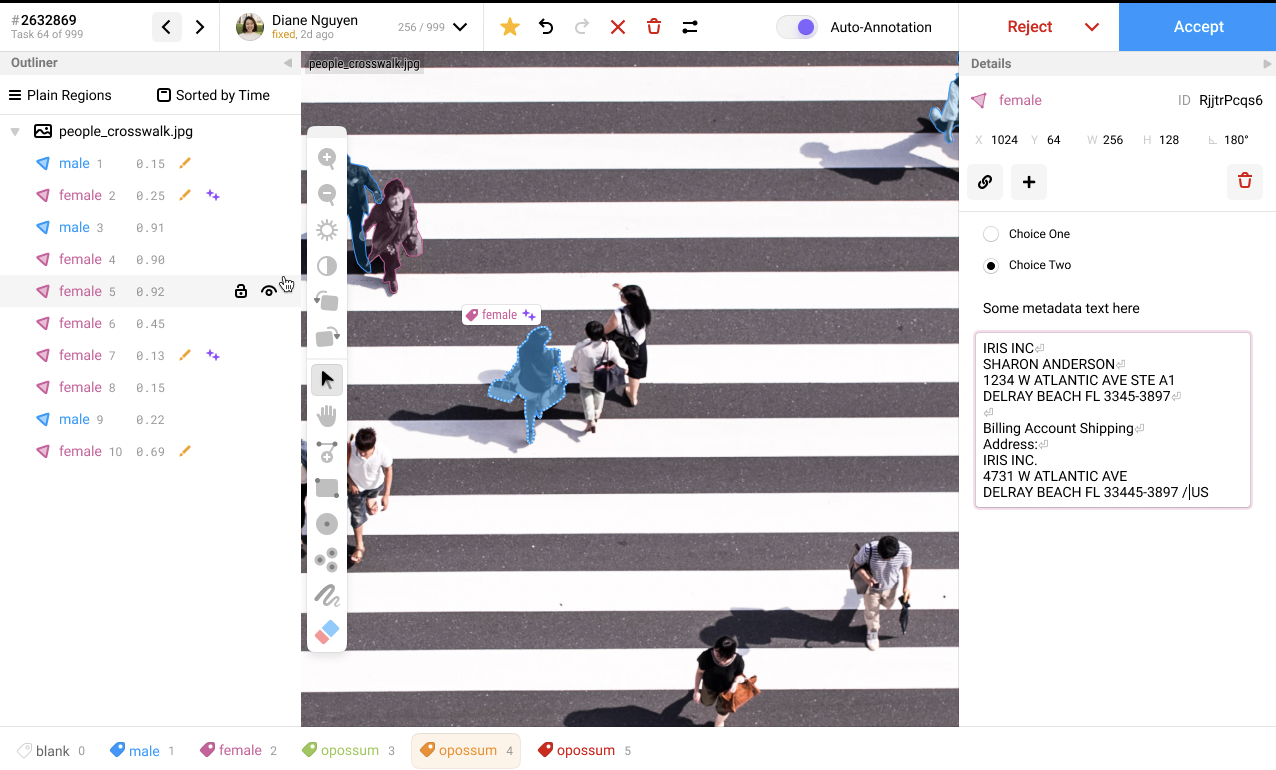 #2632869
Task 64 of 999
Diane Nguyen
fixed, 2d ago
256 / 999
Auto-Annotation
Reject
Accept
Outliner
Plain Regions
Sorted by Time
people_crosswalk.jpg
male 1 0.15
female 2 0.25
male 3 0.91
female 4 0.90
female 5 0.92
female 6 0.45
female 7 0.13
female 8 0.15
male 9 0.22
female 10 0.69
people_crosswalk.jpg
female
Details
female ID RjjtrPcqs6
X 1024 Y 64 W 256 H 128 180°
Choice One
Choice Two
Some metadata text here
IRIS INC⏎
SHARON ANDERSON⏎
1234 W ATLANTIC AVE STE A1
DELRAY BEACH FL 3345-3897⏎
⏎
Billing Account Shipping⏎
Address:⏎
IRIS INC.
4731 W ATLANTIC AVE
DELRAY BEACH FL 33445-3897 /US
blank 0 male 1 female 2 opossum 3 opossum 4 opossum 5